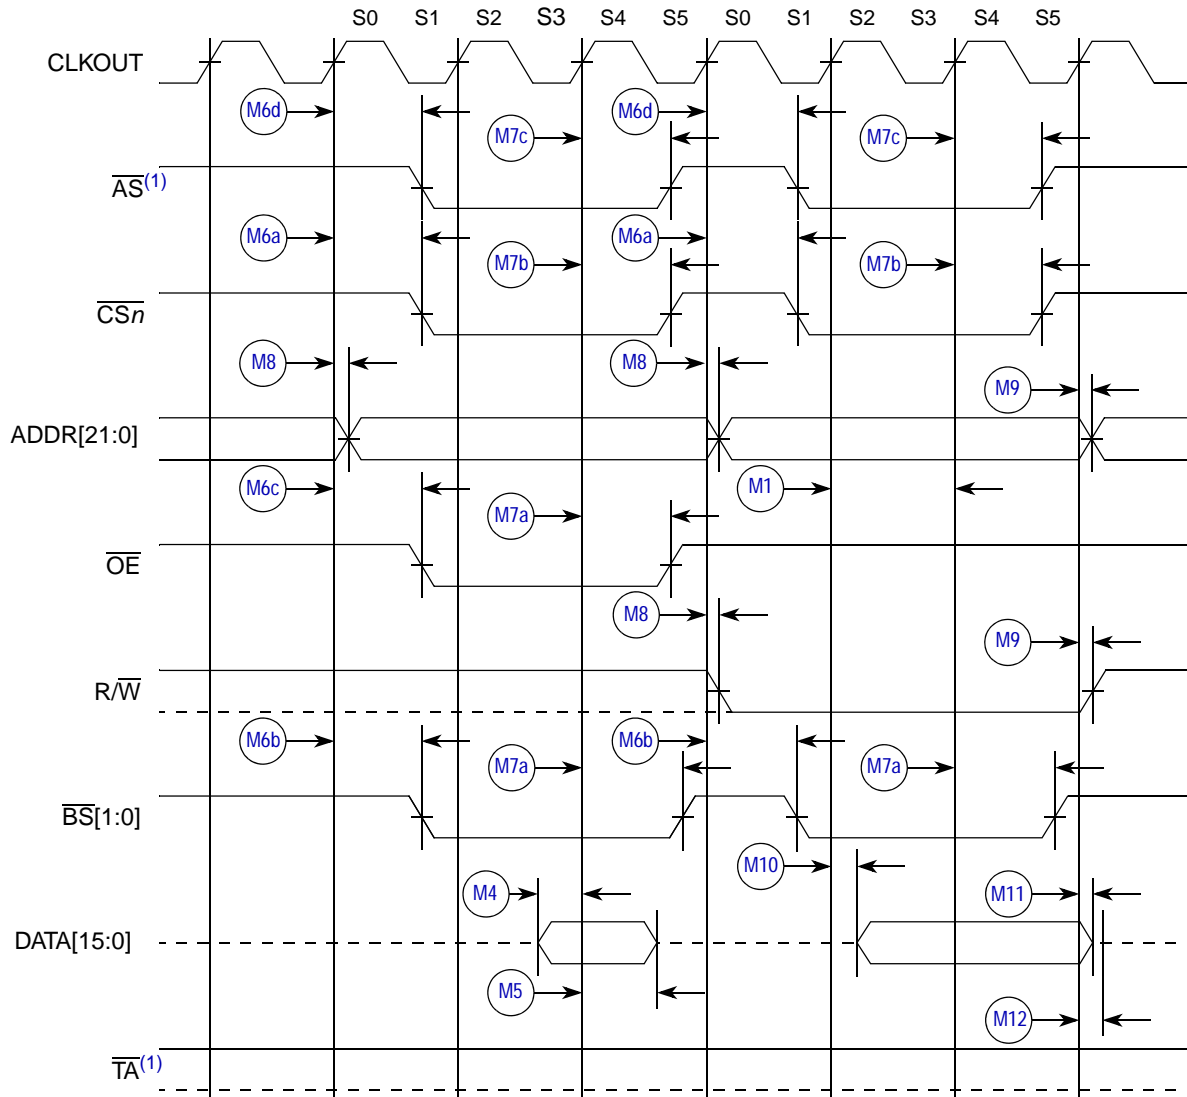 S0 S1 S2 S3 S4 S5 S0 S1 S2 S3 S4 S5
CLKOUT
M6d M6d
M7c M7c
AS(1)
M6a M6a
M7b M7b
CSn
M8 M8
M9
ADDR[21:0]
M6c M1
M7a
OE
M8
M9
R/W
M6b M6b
M7a M7a
BS[1:0]
M10
M4 M11
DATA[15:0]
M5
M12
TA(1)